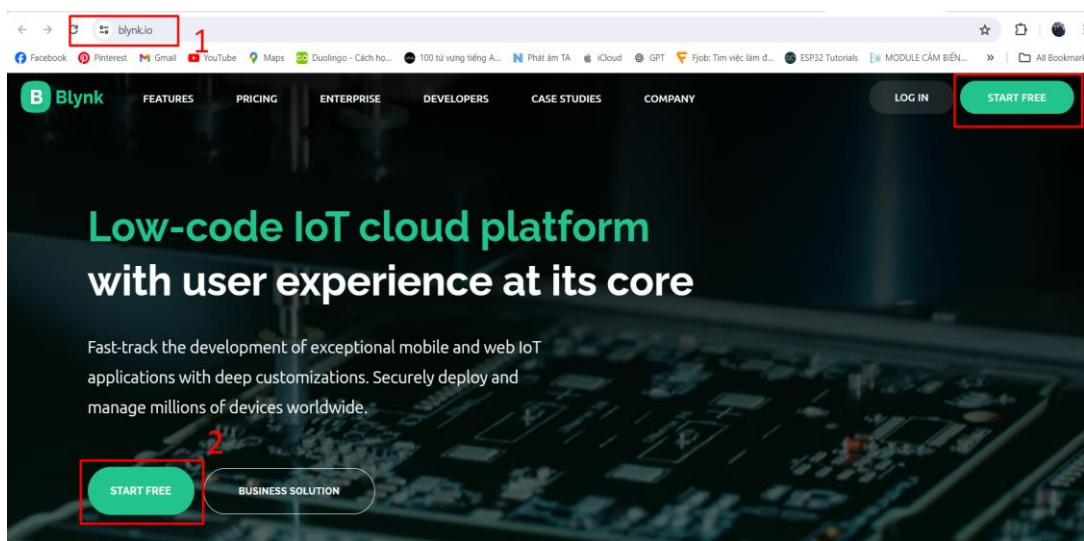 blynk.io
1
Facebook Pinterest Gmail YouTube Maps Duolingo - Cách họ... 100 từ vựng tiếng A... Phát âm TA iCloud GPT Fjob: Tìm việc làm đ... ESP32 Tutorials MODULE CẢM BIẾN... » All Bookmark
B Blynk FEATURES PRICING ENTERPRISE DEVELOPERS CASE STUDIES COMPANY LOG IN START FREE
Low-code IoT cloud platform
with user experience at its core
Fast-track the development of exceptional mobile and web IoT
applications with deep customizations. Securely deploy and
manage millions of devices worldwide.
2
START FREE BUSINESS SOLUTION